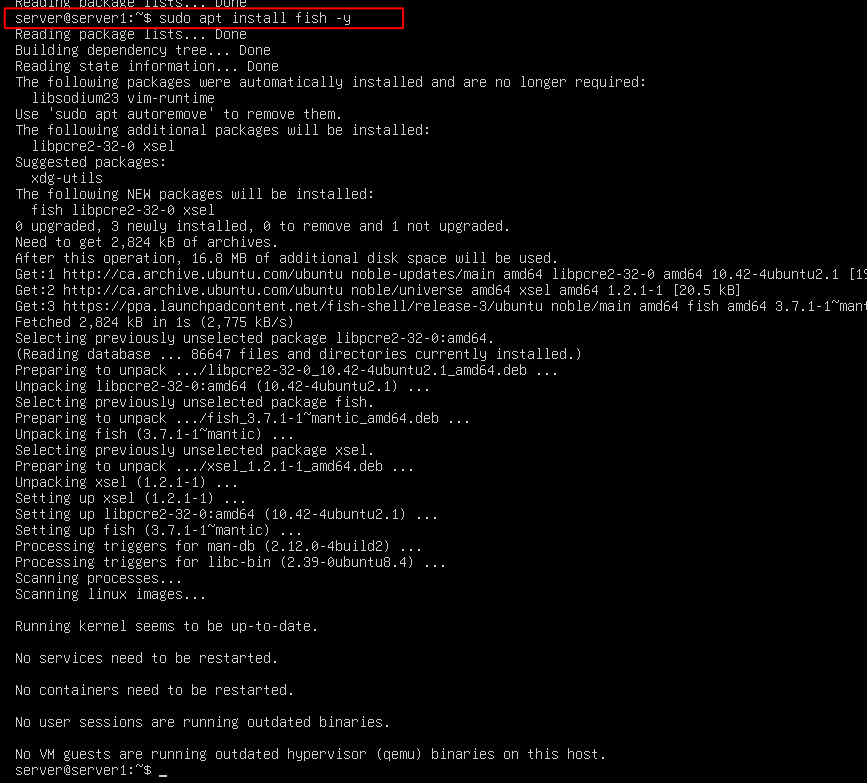 Reading package lists... Done
server@server1:~$ sudo apt install fish -y
Reading package lists... Done
Building dependency tree... Done
Reading state information... Done
The following packages were automatically installed and are no longer required:
  libsodium23 vim-runtime
Use 'sudo apt autoremove' to remove them.
The following additional packages will be installed:
  libpcre2-32-0 xsel
Suggested packages:
  xdg-utils
The following NEW packages will be installed:
  fish libpcre2-32-0 xsel
0 upgraded, 3 newly installed, 0 to remove and 1 not upgraded.
Need to get 2,824 kB of archives.
After this operation, 16.8 MB of additional disk space will be used.
Get:1 http://ca.archive.ubuntu.com/ubuntu noble-updates/main amd64 libpcre2-32-0 amd64 10.42-4ubuntu2.1 [19
Get:2 http://ca.archive.ubuntu.com/ubuntu noble/universe amd64 xsel amd64 1.2.1-1 [20.5 kB]
Get:3 https://ppa.launchpadcontent.net/fish-shell/release-3/ubuntu noble/main amd64 fish amd64 3.7.1-1~mant
Fetched 2,824 kB in 1s (2,775 kB/s)
Selecting previously unselected package libpcre2-32-0:amd64.
(Reading database ... 86647 files and directories currently installed.)
Preparing to unpack .../libpcre2-32-0_10.42-4ubuntu2.1_amd64.deb ...
Unpacking libpcre2-32-0:amd64 (10.42-4ubuntu2.1) ...
Selecting previously unselected package fish.
Preparing to unpack .../fish_3.7.1-1~mantic_amd64.deb ...
Unpacking fish (3.7.1-1~mantic) ...
Selecting previously unselected package xsel.
Preparing to unpack .../xsel_1.2.1-1_amd64.deb ...
Unpacking xsel (1.2.1-1) ...
Setting up xsel (1.2.1-1) ...
Setting up libpcre2-32-0:amd64 (10.42-4ubuntu2.1) ...
Setting up fish (3.7.1-1~mantic) ...
Processing triggers for man-db (2.12.0-4build2) ...
Processing triggers for libc-bin (2.39-0ubuntu8.4) ...
Scanning processes...
Scanning linux images...

Running kernel seems to be up-to-date.

No services need to be restarted.

No containers need to be restarted.

No user sessions are running outdated binaries.

No VM guests are running outdated hypervisor (qemu) binaries on this host.
server@server1:~$ _